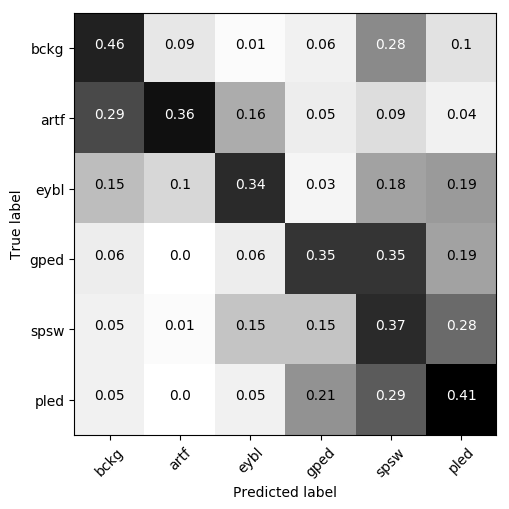 bckg 0.46 0.09 0.01 0.06 0.28 0.1
artf 0.29 0.36 0.16 0.05 0.09 0.04
eybl 0.15 0.1 0.34 0.03 0.18 0.19
gped 0.06 0.0 0.06 0.35 0.35 0.19
spsw 0.05 0.01 0.15 0.15 0.37 0.28
pled 0.05 0.0 0.05 0.21 0.29 0.41
True label
bckg artf eybl gped spsw pled
Predicted label